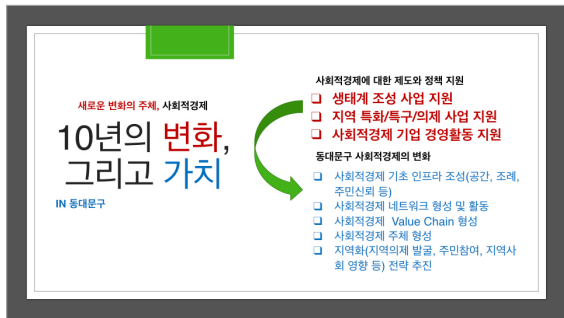 새로운 변화의 주체, 사회적경제
10년의 변화,
그리고 가치
IN 동대문구
사회적경제에 대한 제도와 정책 지원
❑ 생태계 조성 사업 지원
❑ 지역 특화/특구/의제 사업 지원
❑ 사회적경제 기업 경영활동 지원
동대문구 사회적경제의 변화
❑ 사회적경제 기초 인프라 조성(공간, 조례,
주민신뢰 등)
❑ 사회적경제 네트워크 형성 및 활동
❑ 사회적경제 Value Chain 형성
❑ 사회적경제 주체 형성
❑ 지역화(지역의제 발굴, 주민참여, 지역사
회 영향 등) 전략 추진